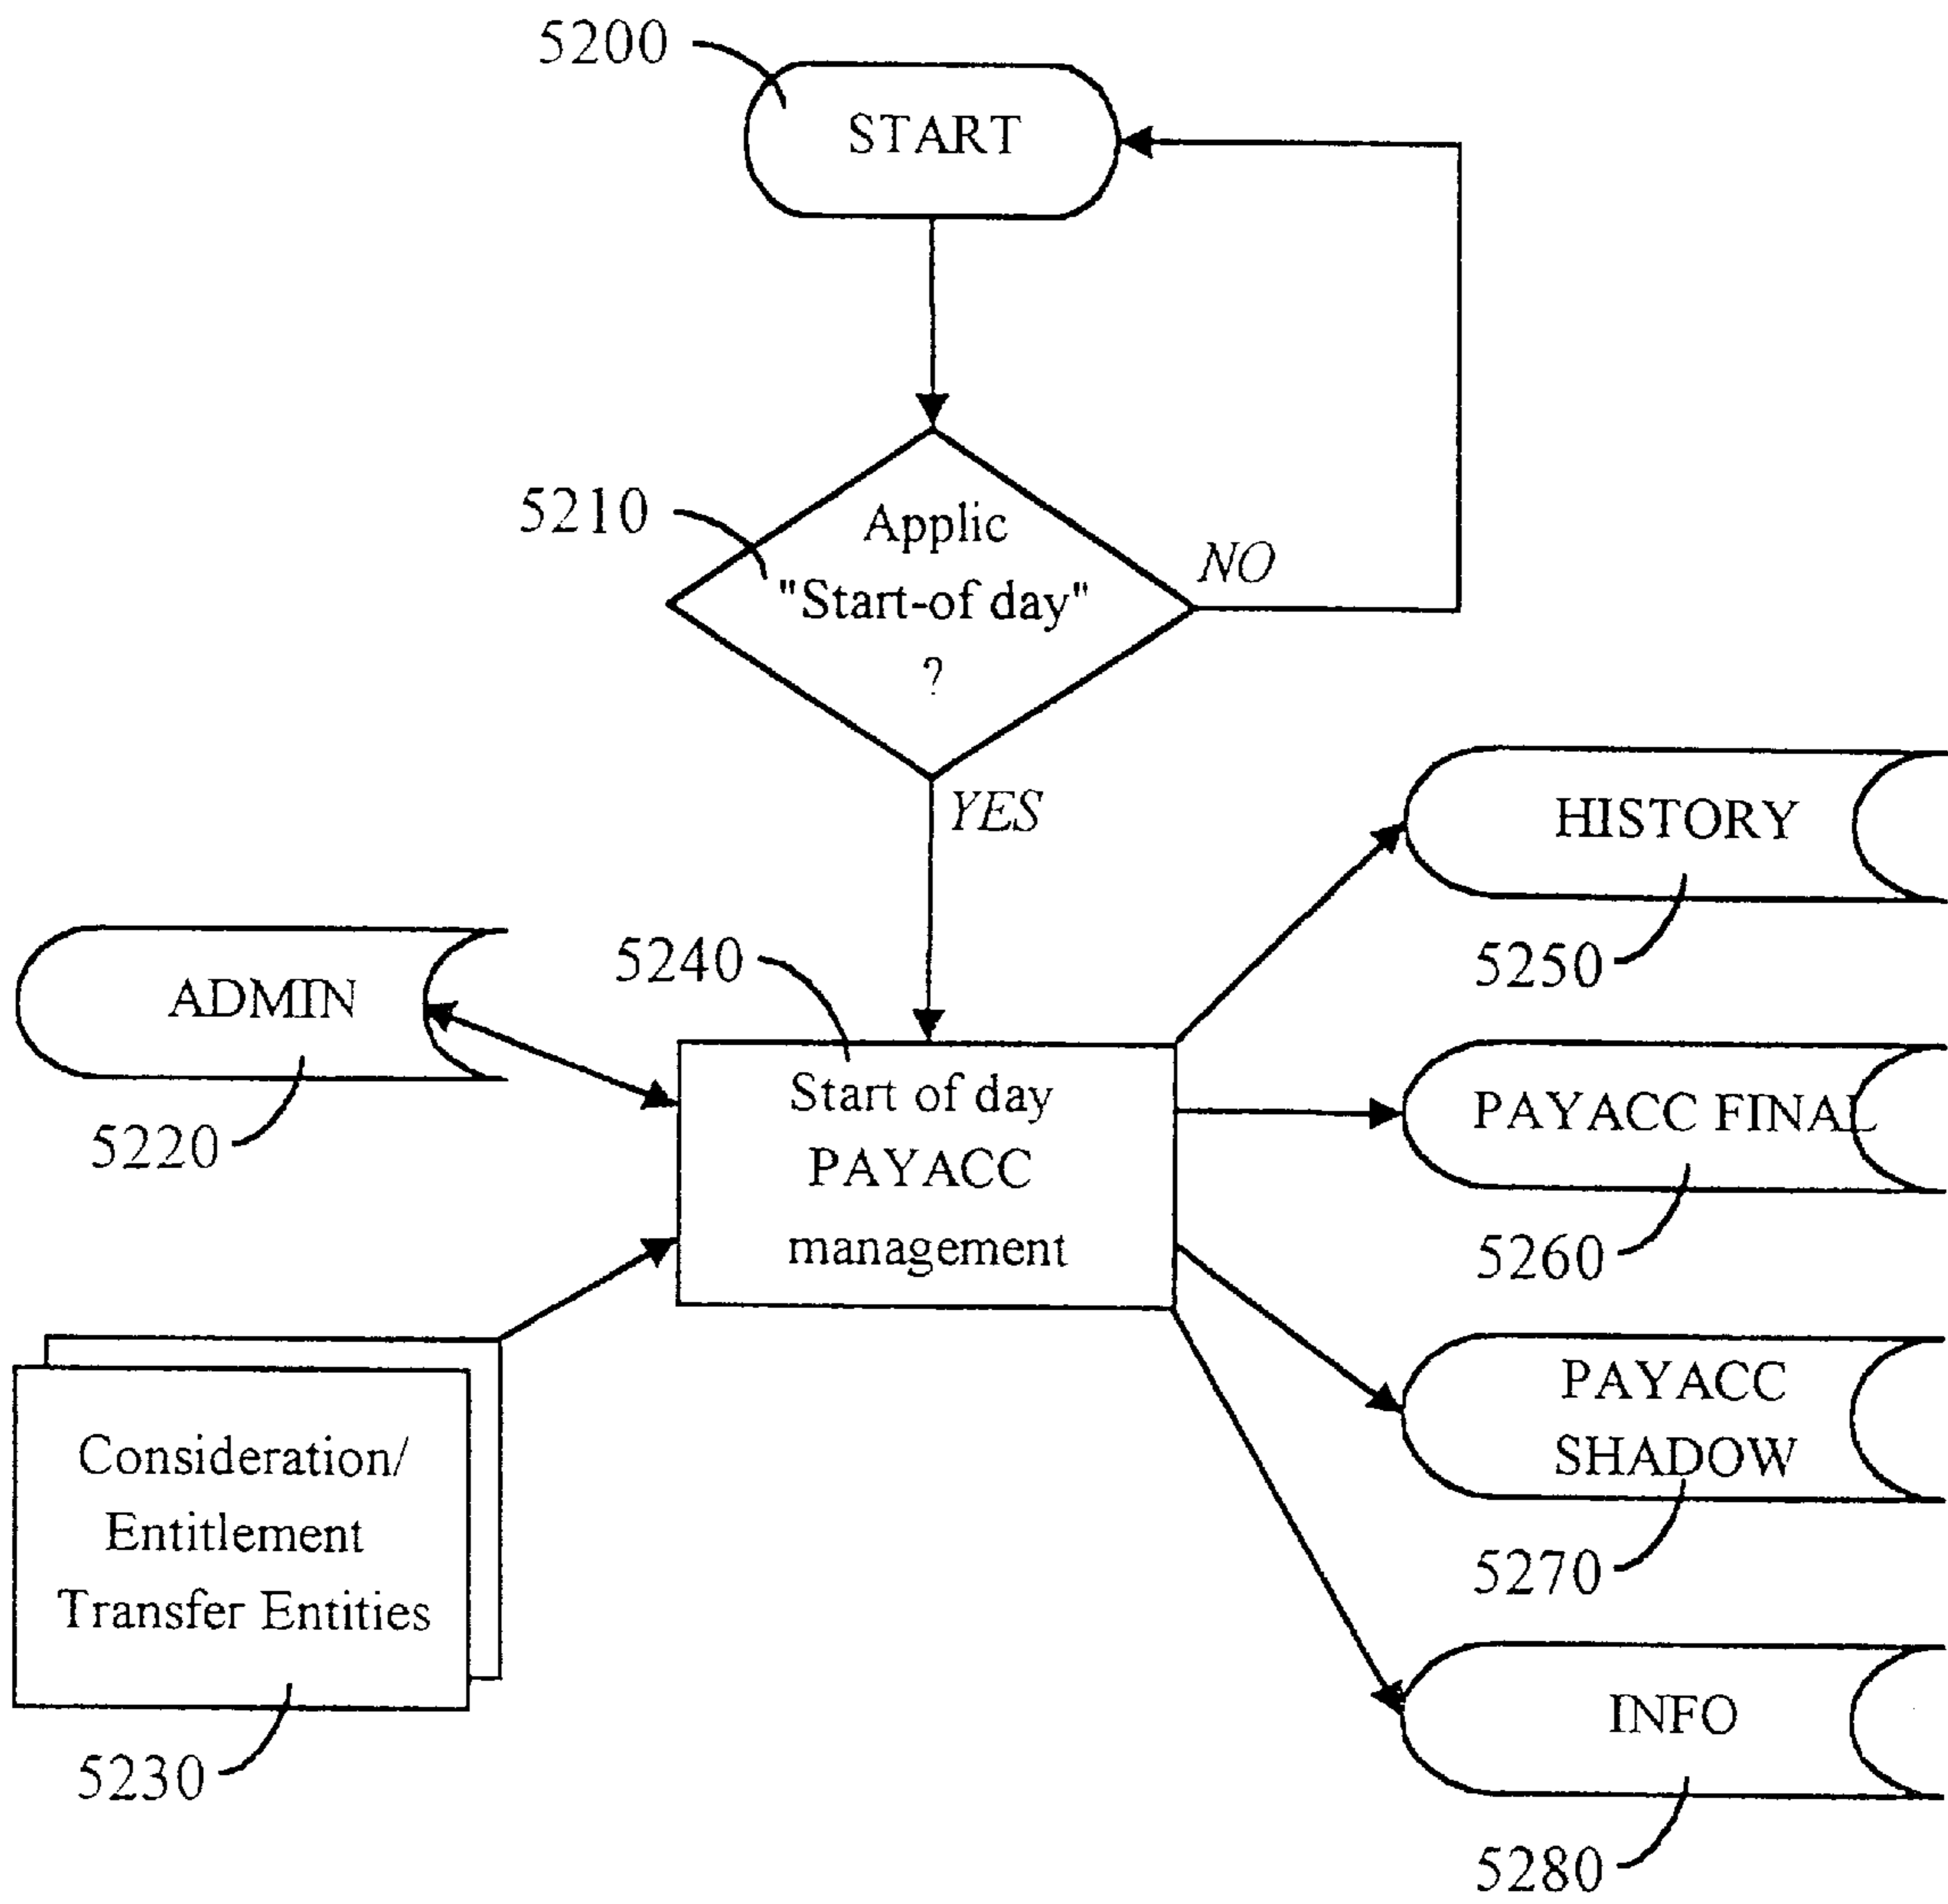 5200
START
5210
Applic
"Start-of day"
?
NO
YES
HISTORY
5250
ADMIN
5220
5240
Start of day
PAYACC
management
PAYACC FINAL
5260
Consideration/
Entitlement
Transfer Entities
5230
PAYACC
SHADOW
5270
INFO
5280